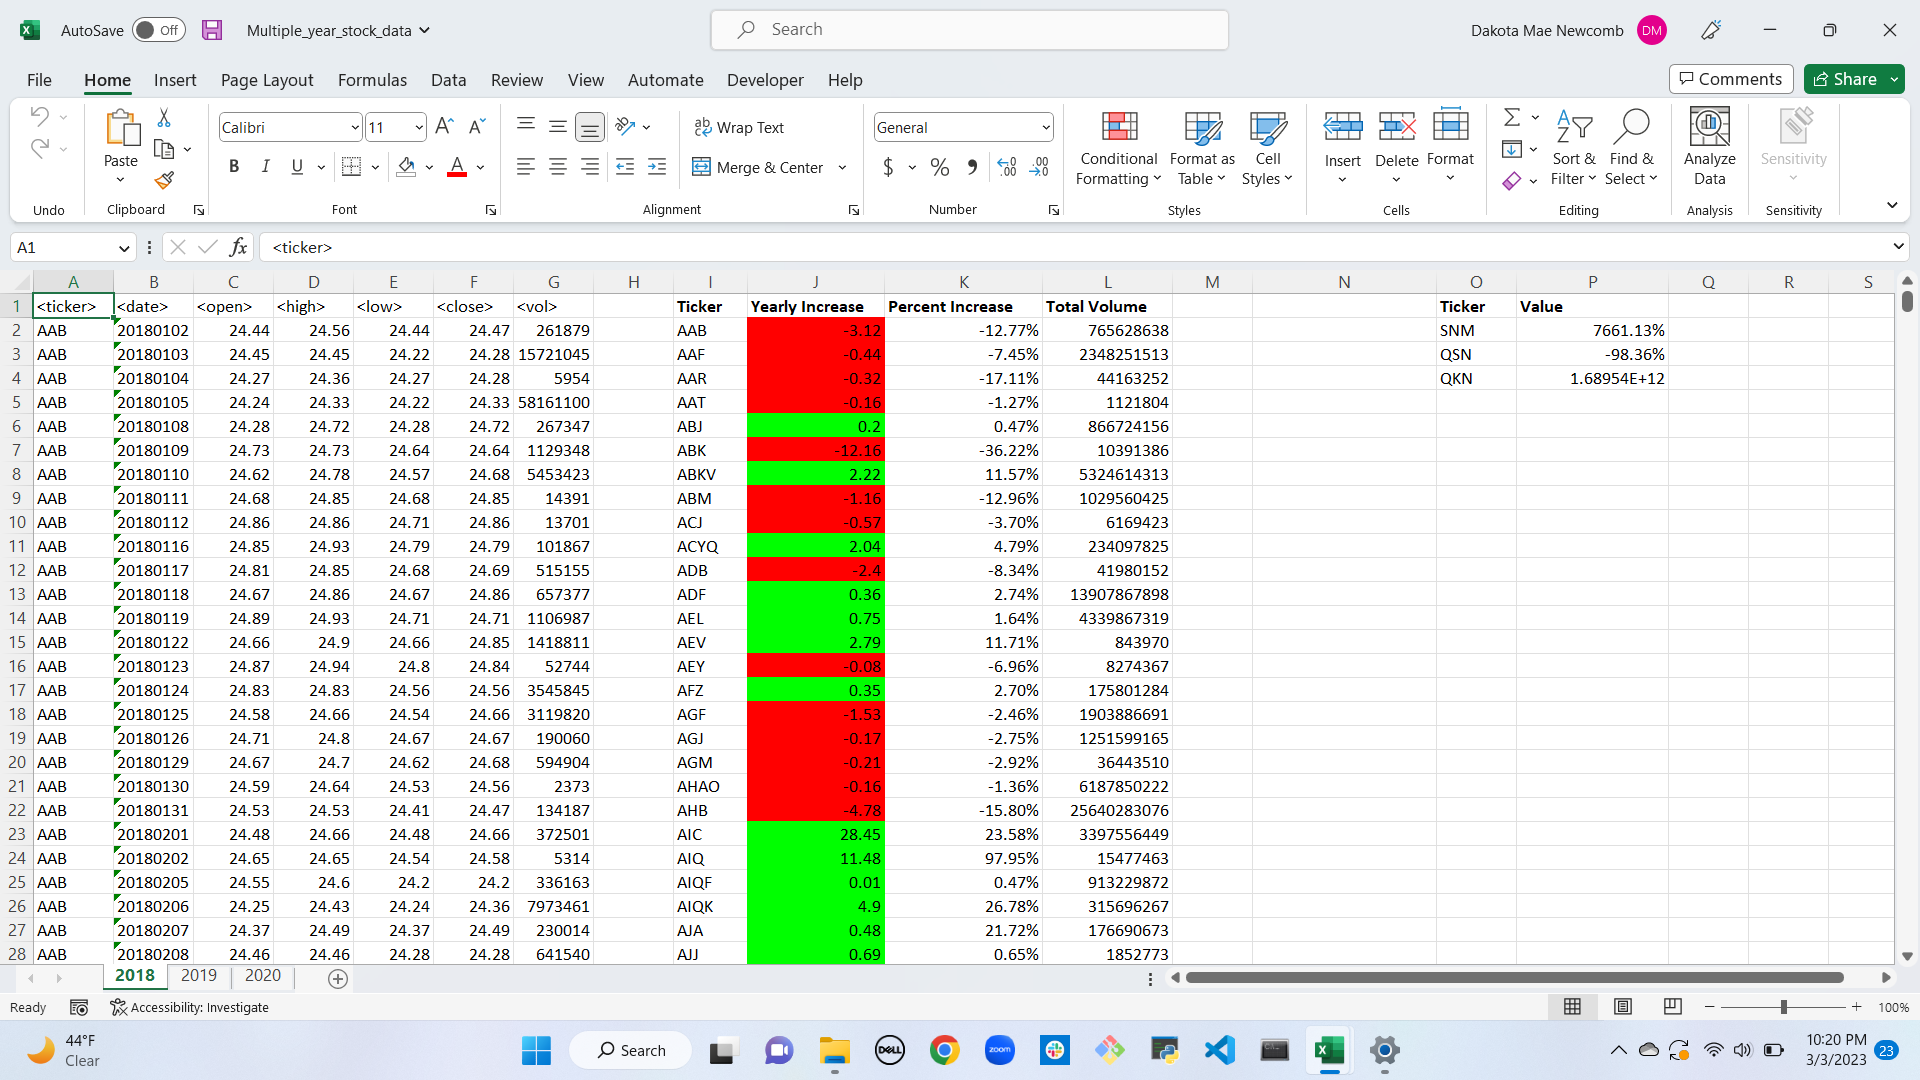 AutoSave Off Multiple_year_stock_data Search Dakota Mae Newcomb DM
File Home Insert Page Layout Formulas Data Review View Automate Developer Help Comments Share
Calibri 11 Wrap Text General
Paste B I U A Merge & Center $ % Conditional Formatting Format as Table Cell Styles Insert Delete Format Sort & Filter Find & Select Analyze Data Sensitivity
Undo Clipboard Font Alignment Number Styles Cells Editing Analysis Sensitivity
A1 fx <ticker>
A B C D E F G H I J K L M N O P Q R S
1 <ticker> <date> <open> <high> <low> <close> <vol> Ticker Yearly Increase Percent Increase Total Volume Ticker Value
2 AAB 20180102 24.44 24.56 24.44 24.47 261879 AAB -3.12 -12.77% 765628638 SNM 7661.13%
3 AAB 20180103 24.45 24.45 24.22 24.28 15721045 AAF -0.44 -7.45% 2348251513 QSN -98.36%
4 AAB 20180104 24.27 24.36 24.27 24.28 5954 AAR -0.32 -17.11% 44163252 QKN 1.68954E+12
5 AAB 20180105 24.24 24.33 24.22 24.33 58161100 AAT -0.16 -1.27% 1121804
6 AAB 20180108 24.28 24.72 24.28 24.72 267347 ABJ 0.2 0.47% 866724156
7 AAB 20180109 24.73 24.73 24.64 24.64 1129348 ABK -12.16 -36.22% 10391386
8 AAB 20180110 24.62 24.78 24.57 24.68 5453423 ABKV 2.22 11.57% 5324614313
9 AAB 20180111 24.68 24.85 24.68 24.85 14391 ABM -1.16 -12.96% 1029560425
10 AAB 20180112 24.86 24.86 24.71 24.86 13701 ACJ -0.57 -3.70% 6169423
11 AAB 20180116 24.85 24.93 24.79 24.79 101867 ACYQ 2.04 4.79% 234097825
12 AAB 20180117 24.81 24.85 24.68 24.69 515155 ADB -2.4 -8.34% 41980152
13 AAB 20180118 24.67 24.86 24.67 24.86 657377 ADF 0.36 2.74% 13907867898
14 AAB 20180119 24.89 24.93 24.71 24.71 1106987 AEL 0.75 1.64% 4339867319
15 AAB 20180122 24.66 24.9 24.66 24.85 1418811 AEV 2.79 11.71% 843970
16 AAB 20180123 24.87 24.94 24.8 24.84 52744 AEY -0.08 -6.96% 8274367
17 AAB 20180124 24.83 24.83 24.56 24.56 3545845 AFZ 0.35 2.70% 175801284
18 AAB 20180125 24.58 24.66 24.54 24.66 3119820 AGF -1.53 -2.46% 1903886691
19 AAB 20180126 24.71 24.8 24.67 24.67 190060 AGJ -0.17 -2.75% 1251599165
20 AAB 20180129 24.67 24.7 24.62 24.68 594904 AGM -0.21 -2.92% 36443510
21 AAB 20180130 24.59 24.64 24.53 24.56 2373 AHAO -0.16 -1.36% 6187850222
22 AAB 20180131 24.53 24.53 24.41 24.47 134187 AHB -4.78 -15.80% 25640283076
23 AAB 20180201 24.48 24.66 24.48 24.66 372501 AIC 28.45 23.58% 3397556449
24 AAB 20180202 24.65 24.65 24.54 24.58 5314 AIQ 11.48 97.95% 15477463
25 AAB 20180205 24.55 24.6 24.2 24.2 336163 AIQF 0.01 0.47% 913229872
26 AAB 20180206 24.25 24.43 24.24 24.36 7973461 AIQK 4.9 26.78% 315696267
27 AAB 20180207 24.37 24.49 24.37 24.49 230014 AJA 0.48 21.72% 176690673
28 AAB 20180208 24.46 24.46 24.28 24.28 641540 AJJ 0.69 0.65% 1852773
2018 2019 2020
Ready Accessibility: Investigate 100%
44°F Search DELL zoom 10:20 PM
Clear 3/3/2023 23